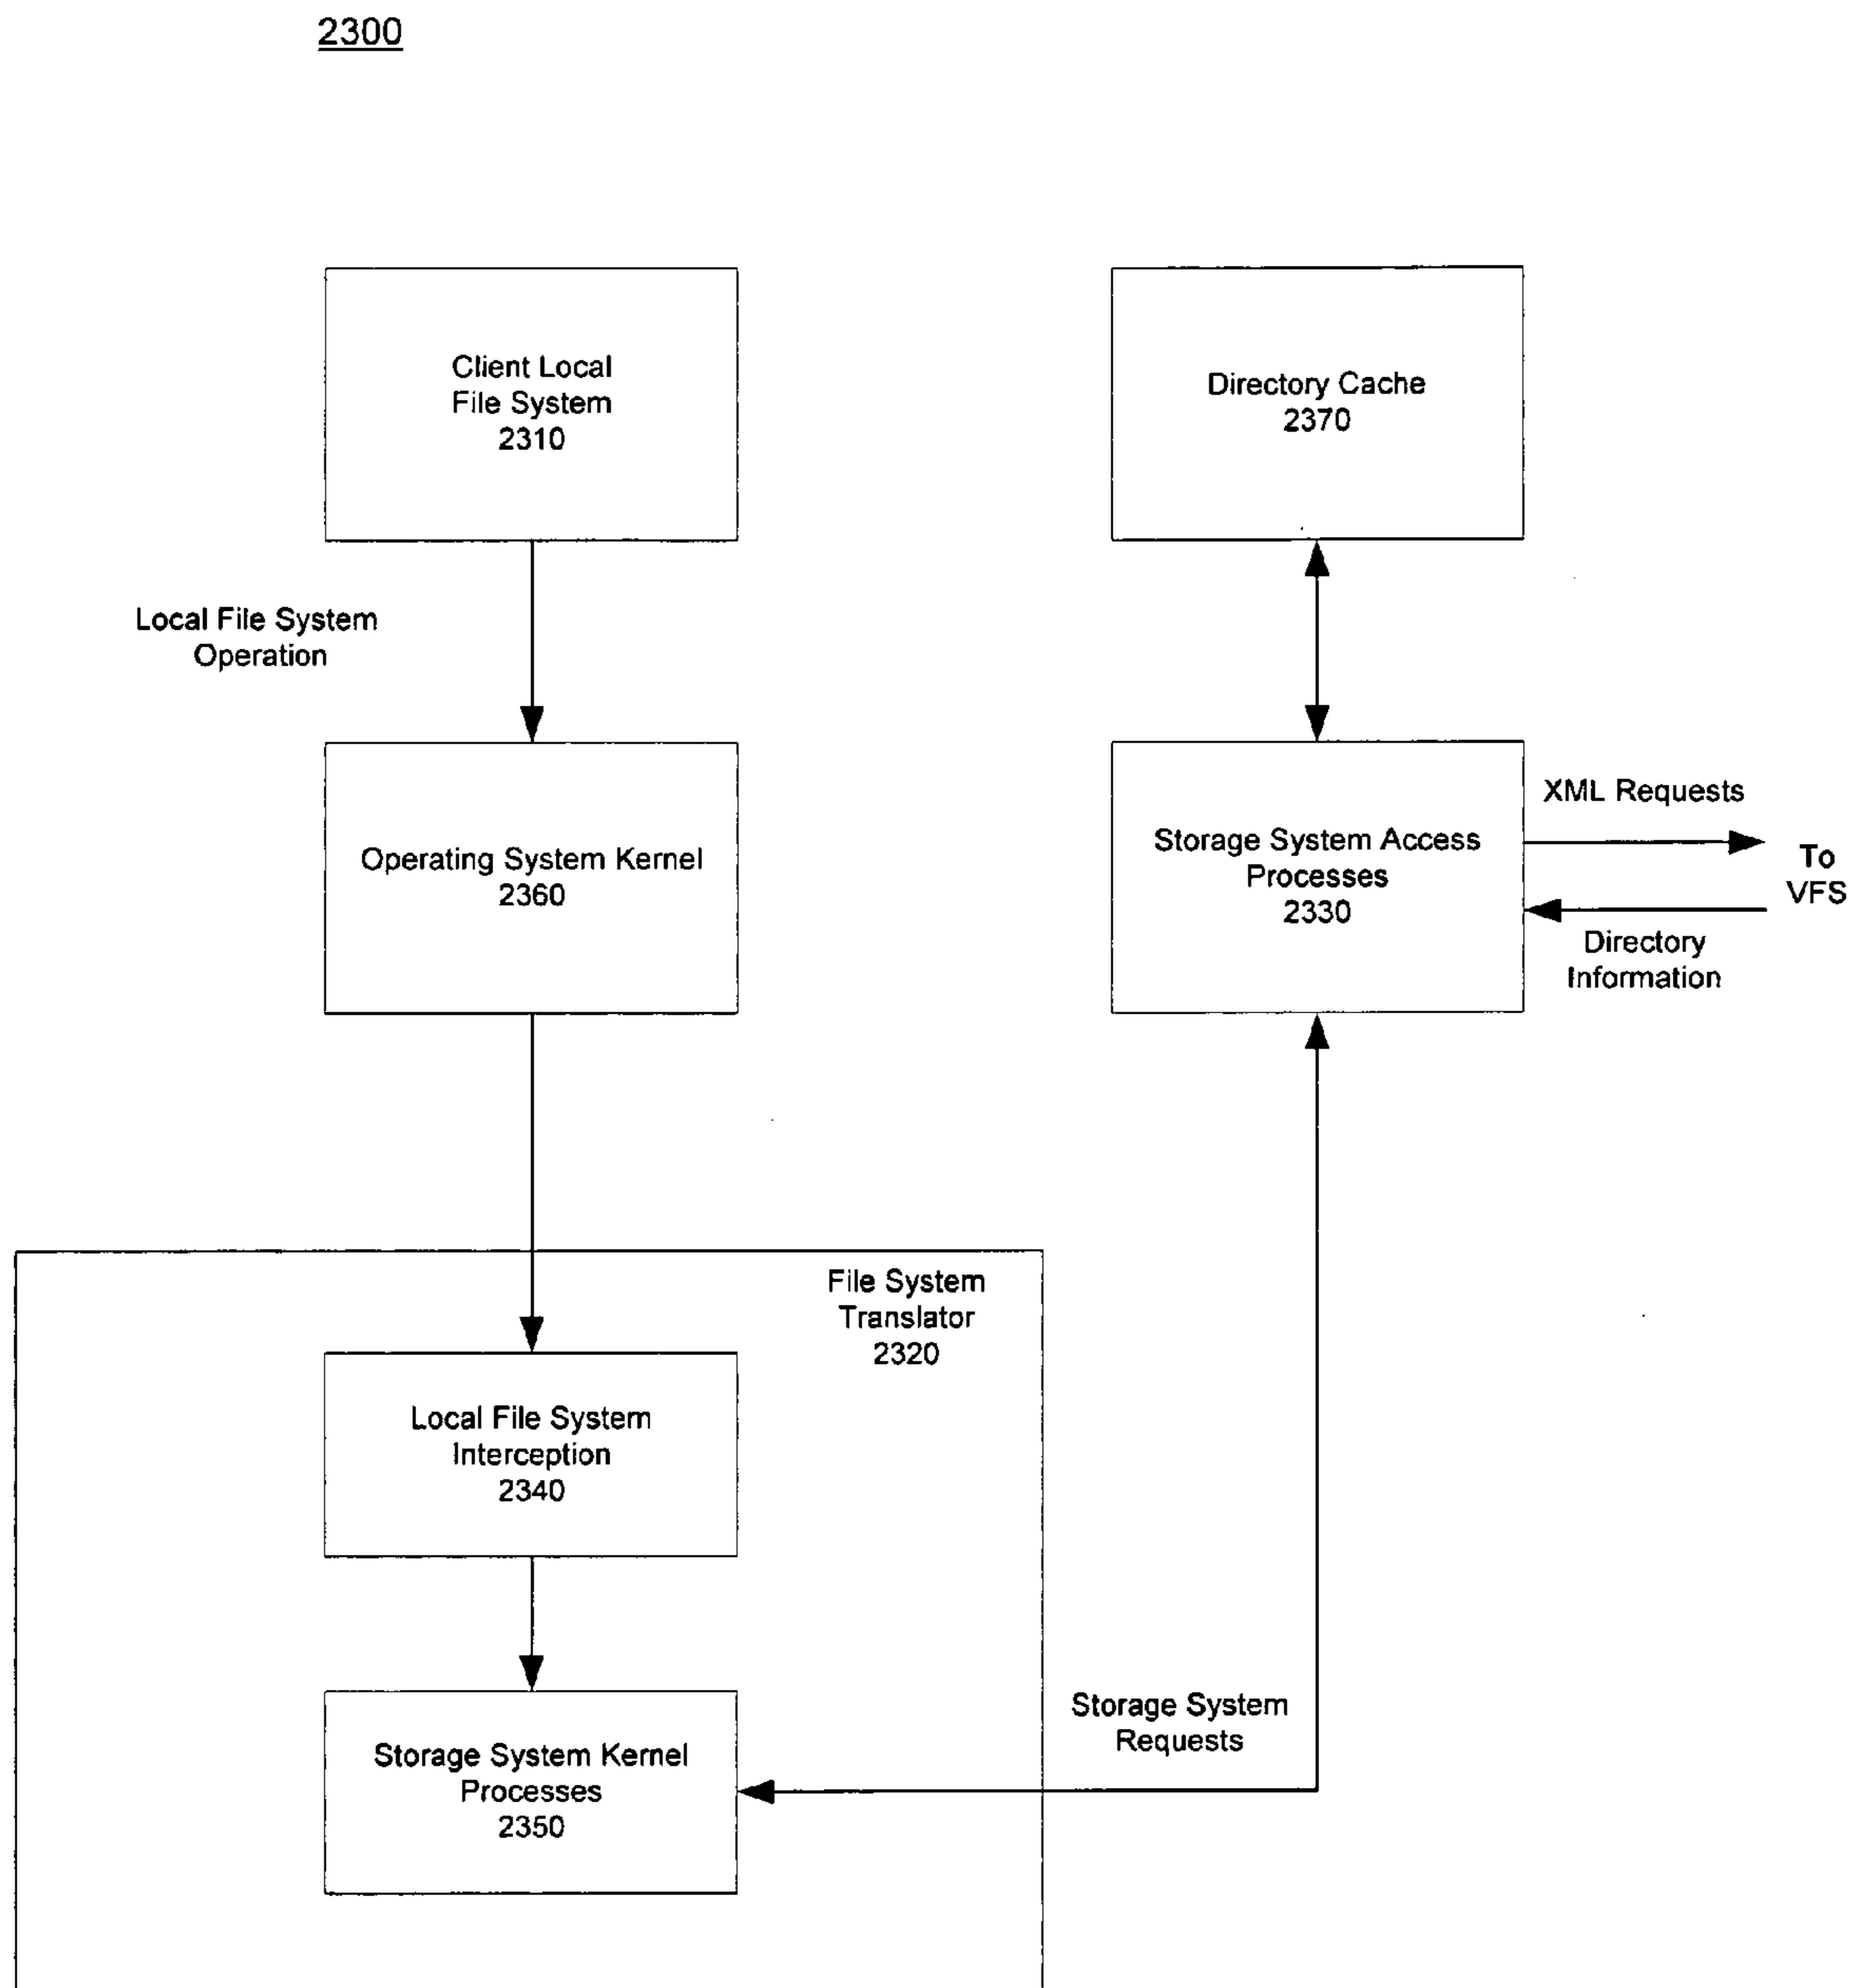 2300
Client Local
File System
2310
Directory Cache
2370
Local File System
Operation
Operating System Kernel
2360
Storage System Access
Processes
2330
XML Requests
To
VFS
Directory
Information
File System
Translator
2320
Local File System
Interception
2340
Storage System Kernel
Processes
2350
Storage System
Requests